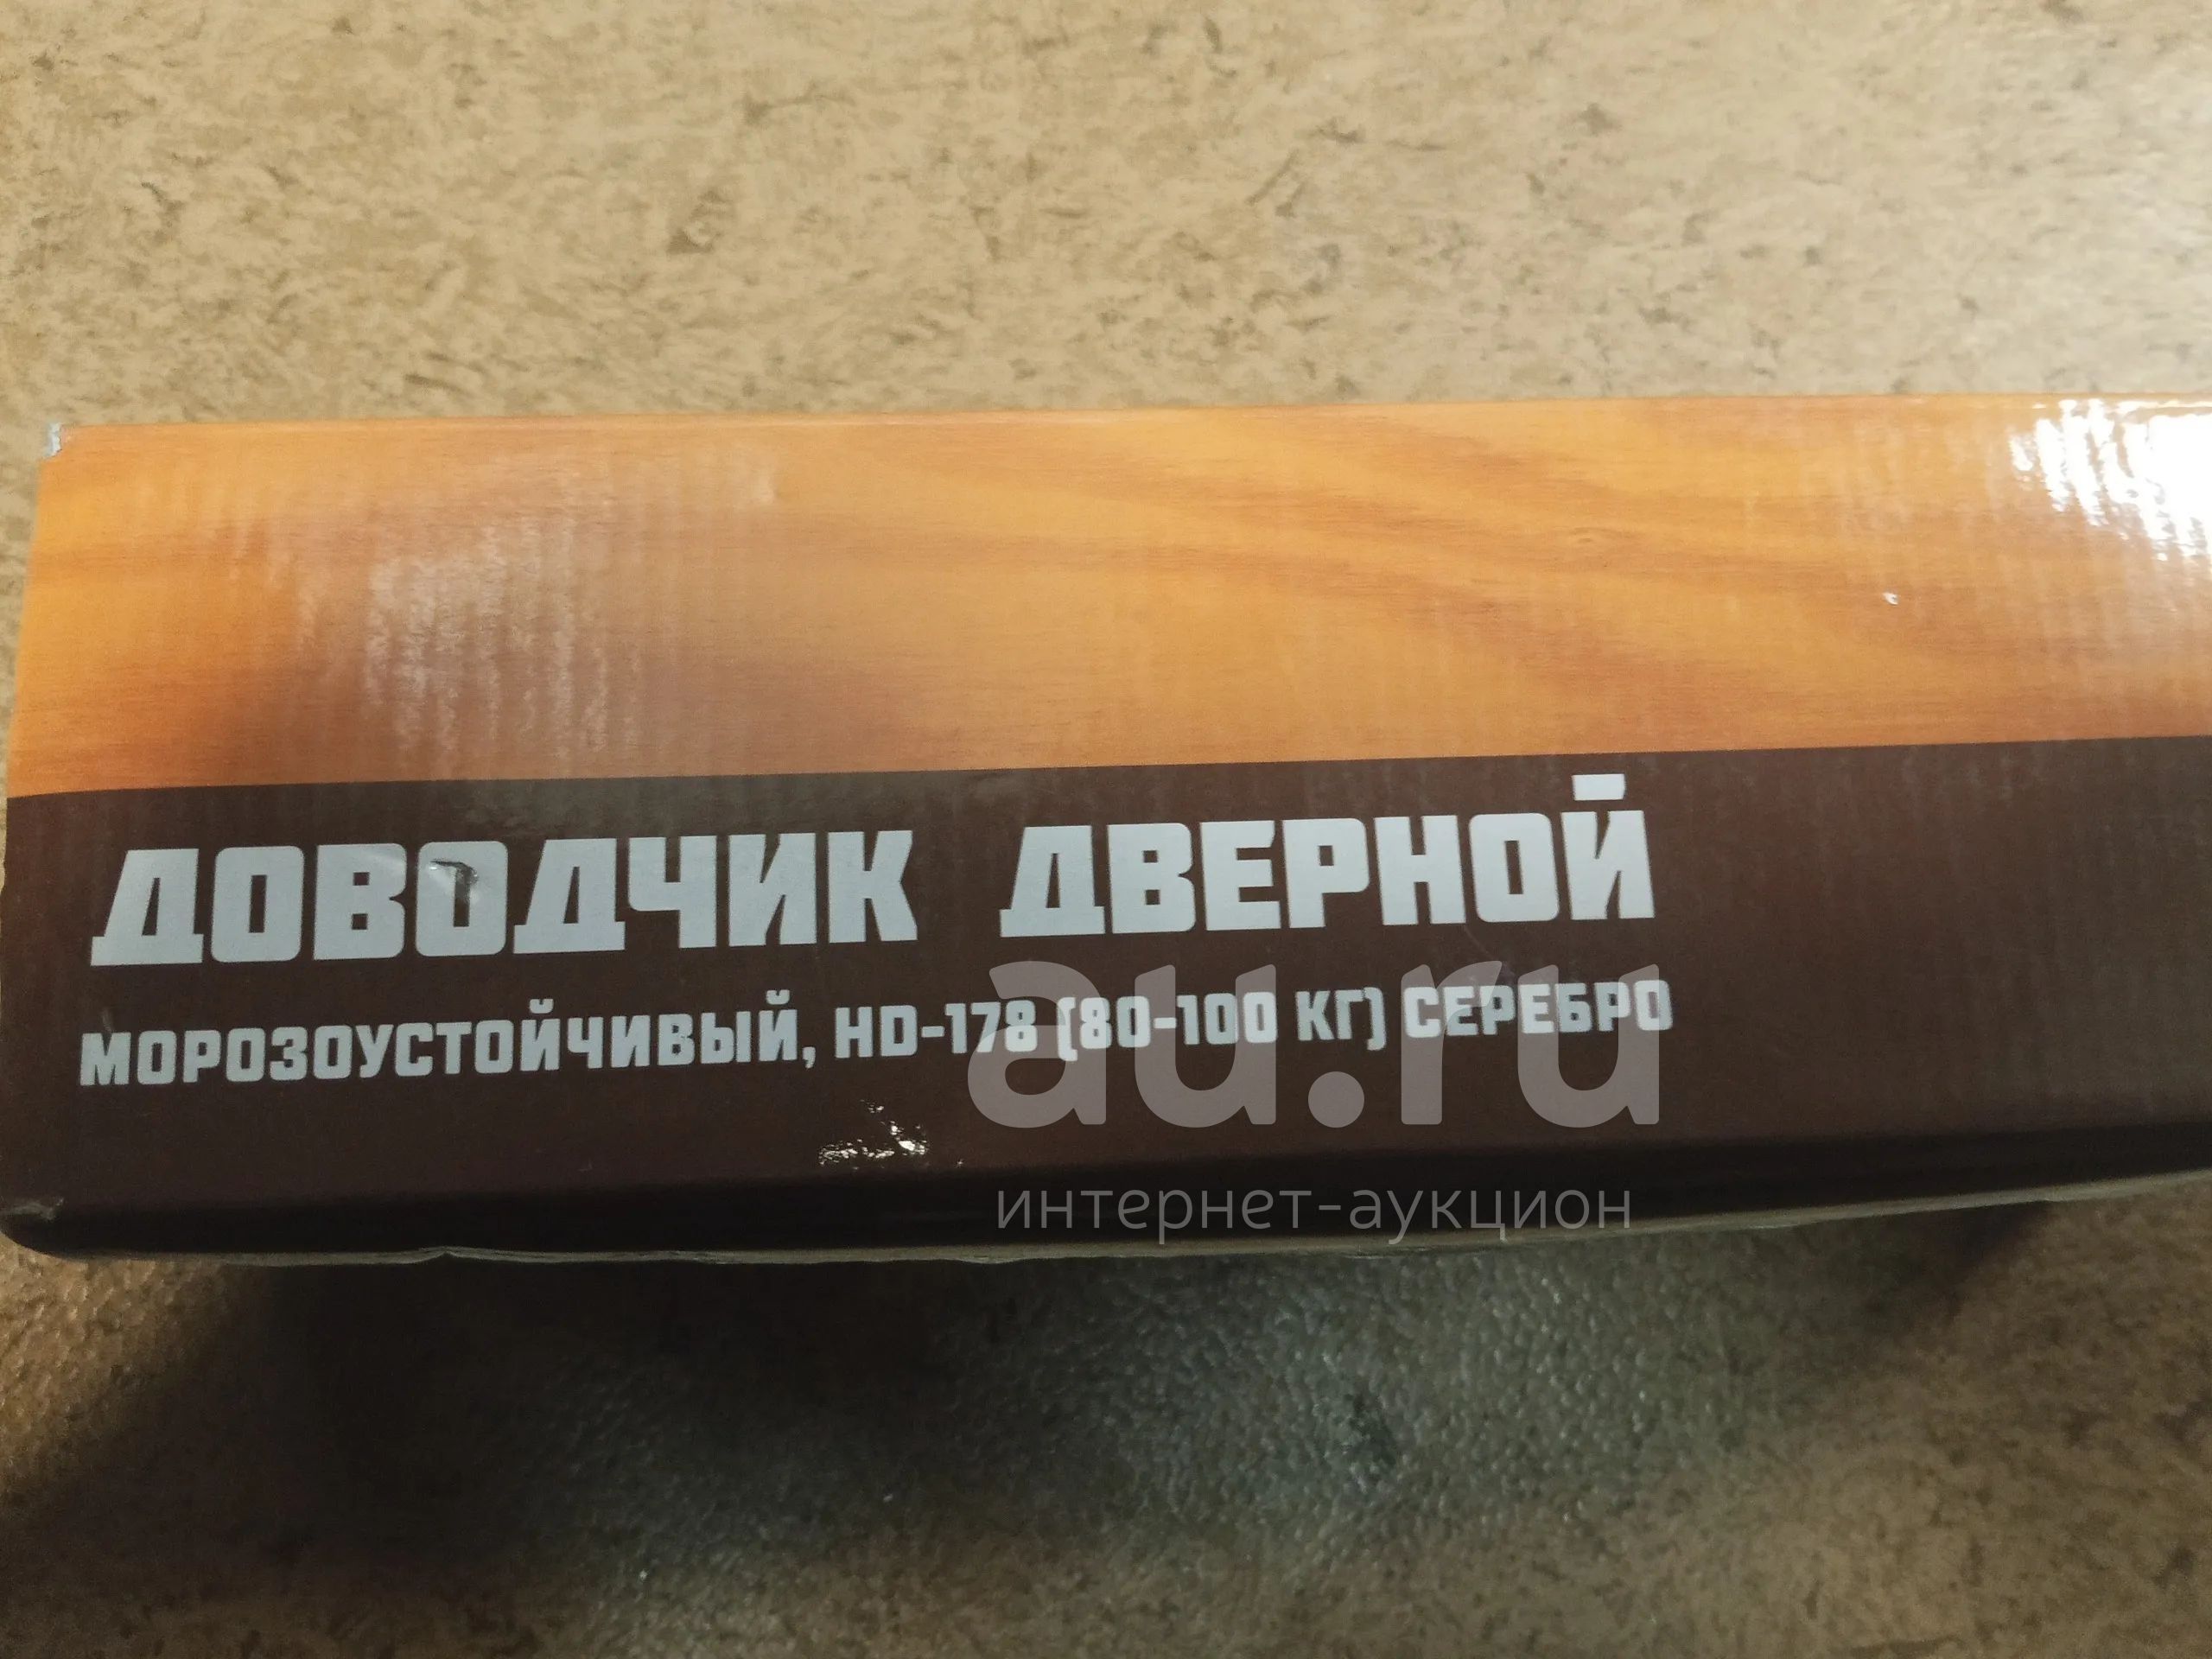 ДОВОДЧИК ДВЕРНОЙ
МОРОЗОУСТОЙЧИВЫЙ, HD-178 (80-100 КГ) СЕРЕБРО
au.ru
интернет-аукцион